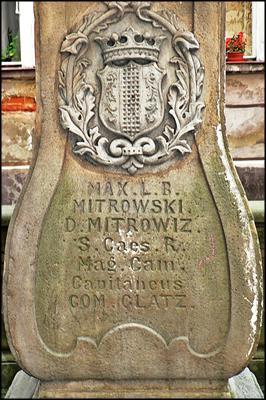 MAX. L. B.
MITROWSKI
D. MITROWIZ.
S. Caes. R.
Mag. Cam.
Capitaneus
COM. GLATZ.